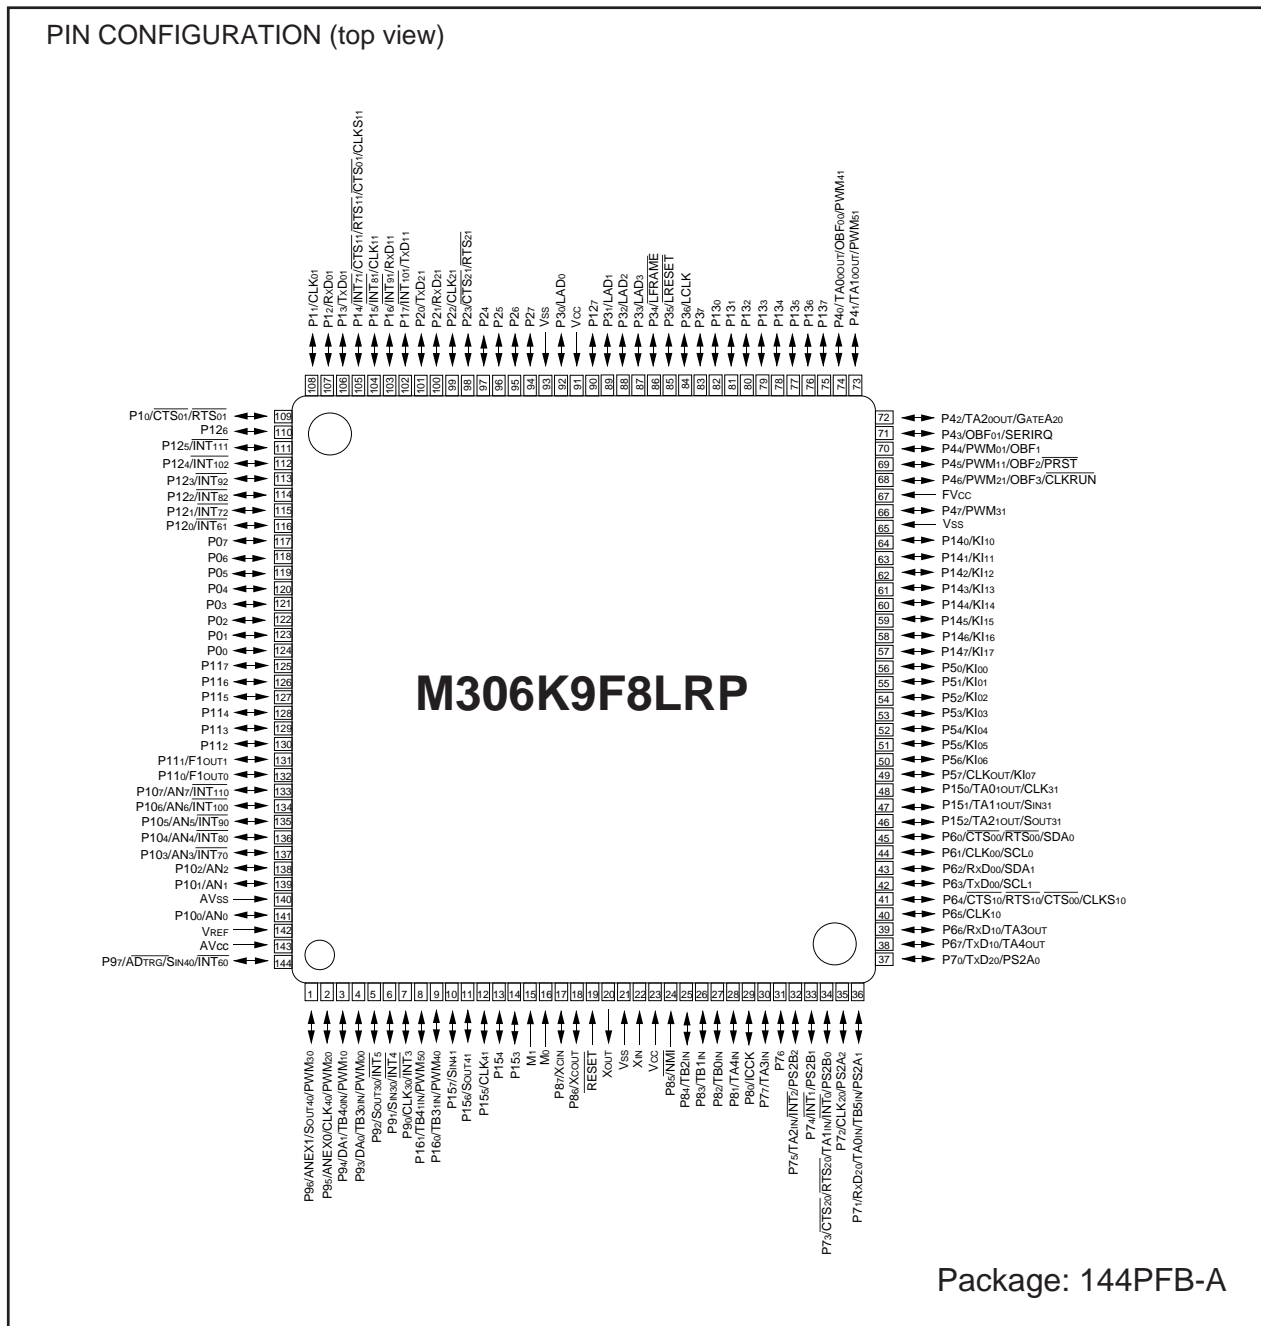 PIN CONFIGURATION (top view)
P11/CLK01
P12/RxD01
P13/TxD01
P14/INT71/CTS11/RTS11/CTS01/CLKS11
P15/INT81/CLK11
P16/INT91/RxD11
P17/INT101/TxD11
P20/TxD21
P21/RxD21
P22/CLK21
P23/CTS21/RTS21
P24
P25
P26
P27
Vss
P30/LAD0
Vcc
P127
P31/LAD1
P32/LAD2
P33/LAD3
P34/LFRAME
P35/LRESET
P36/LCLK
P37
P130
P131
P132
P133
P134
P135
P136
P137
P40/TA00OUT/OBF00/PWM41
P41/TA10OUT/PWM51
108 107 106 105 104 103 102 101 100 99 98 97 96 95 94 93 92 91 90 89 88 87 86 85 84 83 82 81 80 79 78 77 76 75 74 73
P10/CTS01/RTS01 109
P126 110
P125/INT111 111
P124/INT102 112
P123/INT92 113
P122/INT82 114
P121/INT72 115
P120/INT61 116
P07 117
P06 118
P05 119
P04 120
P03 121
P02 122
P01 123
P00 124
P117 125
P116 126
P115 127
P114 128
P113 129
P112 130
P111/F1OUT1 131
P110/F1OUT0 132
P107/AN7/INT110 133
P106/AN6/INT100 134
P105/AN5/INT90 135
P104/AN4/INT80 136
P103/AN3/INT70 137
P102/AN2 138
P101/AN1 139
AVss 140
P100/AN0 141
VREF 142
AVcc 143
P97/ADTRG/SIN40/INT60 144
M306K9F8LRP
72 P42/TA20OUT/GATEA20
71 P43/OBF01/SERIRQ
70 P44/PWM01/OBF1
69 P45/PWM11/OBF2/PRST
68 P46/PWM21/OBF3/CLKRUN
67 FVcc
66 P47/PWM31
65 Vss
64 P140/KI10
63 P141/KI11
62 P142/KI12
61 P143/KI13
60 P144/KI14
59 P145/KI15
58 P146/KI16
57 P147/KI17
56 P50/KI00
55 P51/KI01
54 P52/KI02
53 P53/KI03
52 P54/KI04
51 P55/KI05
50 P56/KI06
49 P57/CLKOUT/KI07
48 P150/TA01OUT/CLK31
47 P151/TA11OUT/SIN31
46 P152/TA21OUT/SOUT31
45 P60/CTS00/RTS00/SDA0
44 P61/CLK00/SCL0
43 P62/RxD00/SDA1
42 P63/TxD00/SCL1
41 P64/CTS10/RTS10/CTS00/CLKS10
40 P65/CLK10
39 P66/RxD10/TA3OUT
38 P67/TxD10/TA4OUT
37 P70/TxD20/PS2A0
1 2 3 4 5 6 7 8 9 10 11 12 13 14 15 16 17 18 19 20 21 22 23 24 25 26 27 28 29 30 31 32 33 34 35 36
P96/ANEX1/SOUT40/PWM30
P95/ANEX0/CLK40/PWM20
P94/DA1/TB40IN/PWM10
P93/DA0/TB30IN/PWM00
P92/SOUT30/INT5
P91/SIN30/INT4
P90/CLK30/INT3
P161/TB41IN/PWM50
P160/TB31IN/PWM40
P157/SIN41
P156/SOUT41
P155/CLK41
P154
P153
M1
M0
P87/XCIN
P86/XCOUT
RESET
XOUT
Vss
XIN
Vcc
P85/NMI
P84/TB2IN
P83/TB1IN
P82/TB0IN
P81/TA4IN
P80/ICCK
P77/TA3IN
P76
P75/TA2IN/INT2/PS2B2
P74/INT1/PS2B1
P73/CTS20/RTS20/TA1IN/INT0/PS2B0
P72/CLK20/PS2A2
P71/RxD20/TA0IN/TB5IN/PS2A1
Package: 144PFB-A